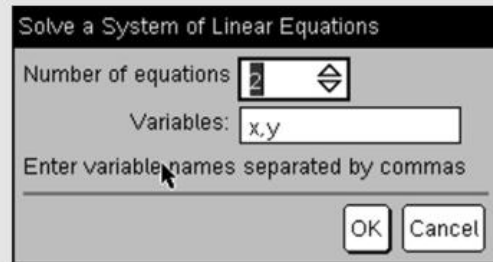 Solve a System of Linear Equations
Number of equations 2
Variables: x,y
Enter variable names separated by commas
OK Cancel